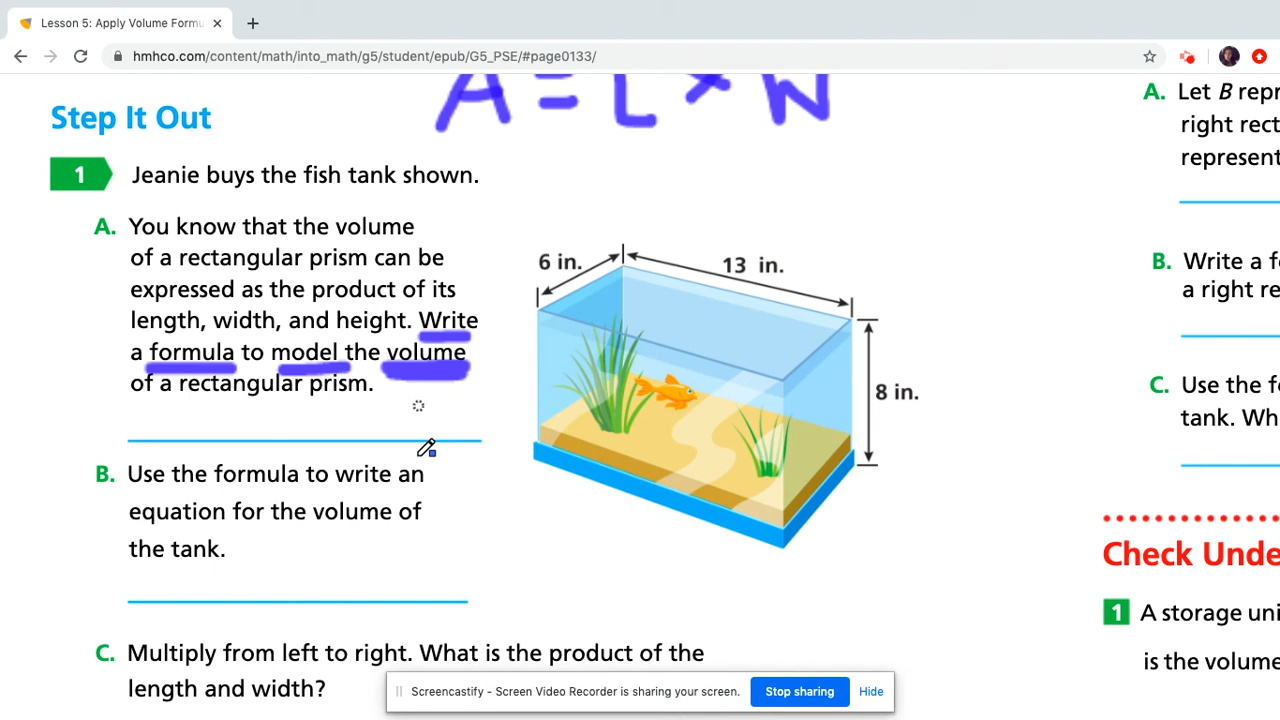 Lesson 5: Apply Volume Formu
hmhco.com/content/math/into_math/g5/student/epub/G5_PSE/#page0133/
A = L × W
Step It Out
1 Jeanie buys the fish tank shown.
A. You know that the volume
of a rectangular prism can be
expressed as the product of its
length, width, and height. Write
a formula to model the volume
of a rectangular prism.
B. Use the formula to write an
equation for the volume of
the tank.
C. Multiply from left to right. What is the product of the
length and width?
6 in.
13 in.
8 in.
A. Let B repr
right rect
represent
B. Write a f
a right re
C. Use the f
tank. Wh
Check Unde
1 A storage uni
is the volume
Screencastify - Screen Video Recorder is sharing your screen.
Stop sharing
Hide